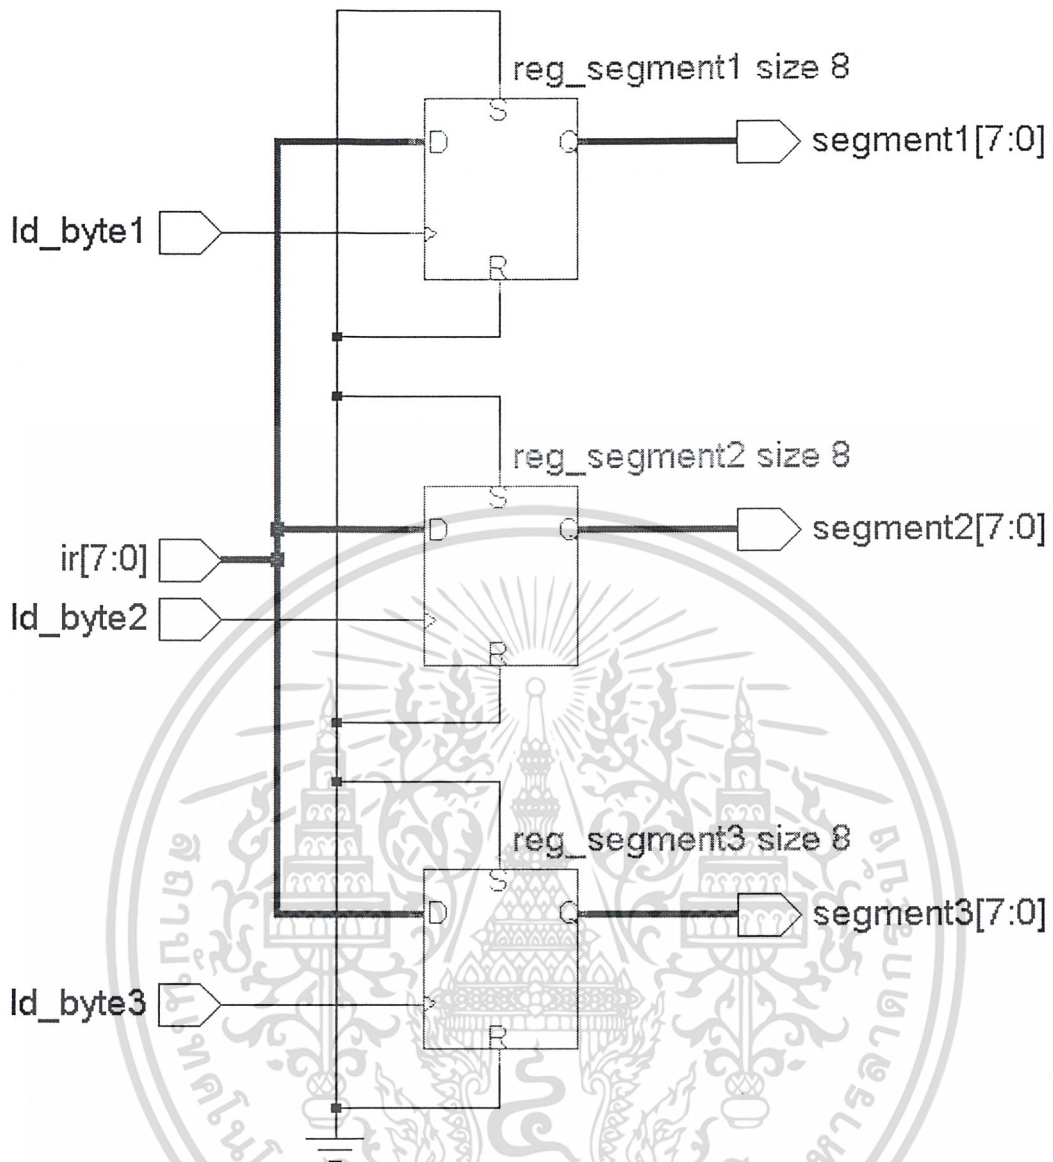 reg_segment1 size 8
S
D
Q
segment1[7:0]
ld_byte1
R
reg_segment2 size 8
S
D
Q
segment2[7:0]
ir[7:0]
ld_byte2
R
reg_segment3 size 8
S
D
Q
segment3[7:0]
ld_byte3
R